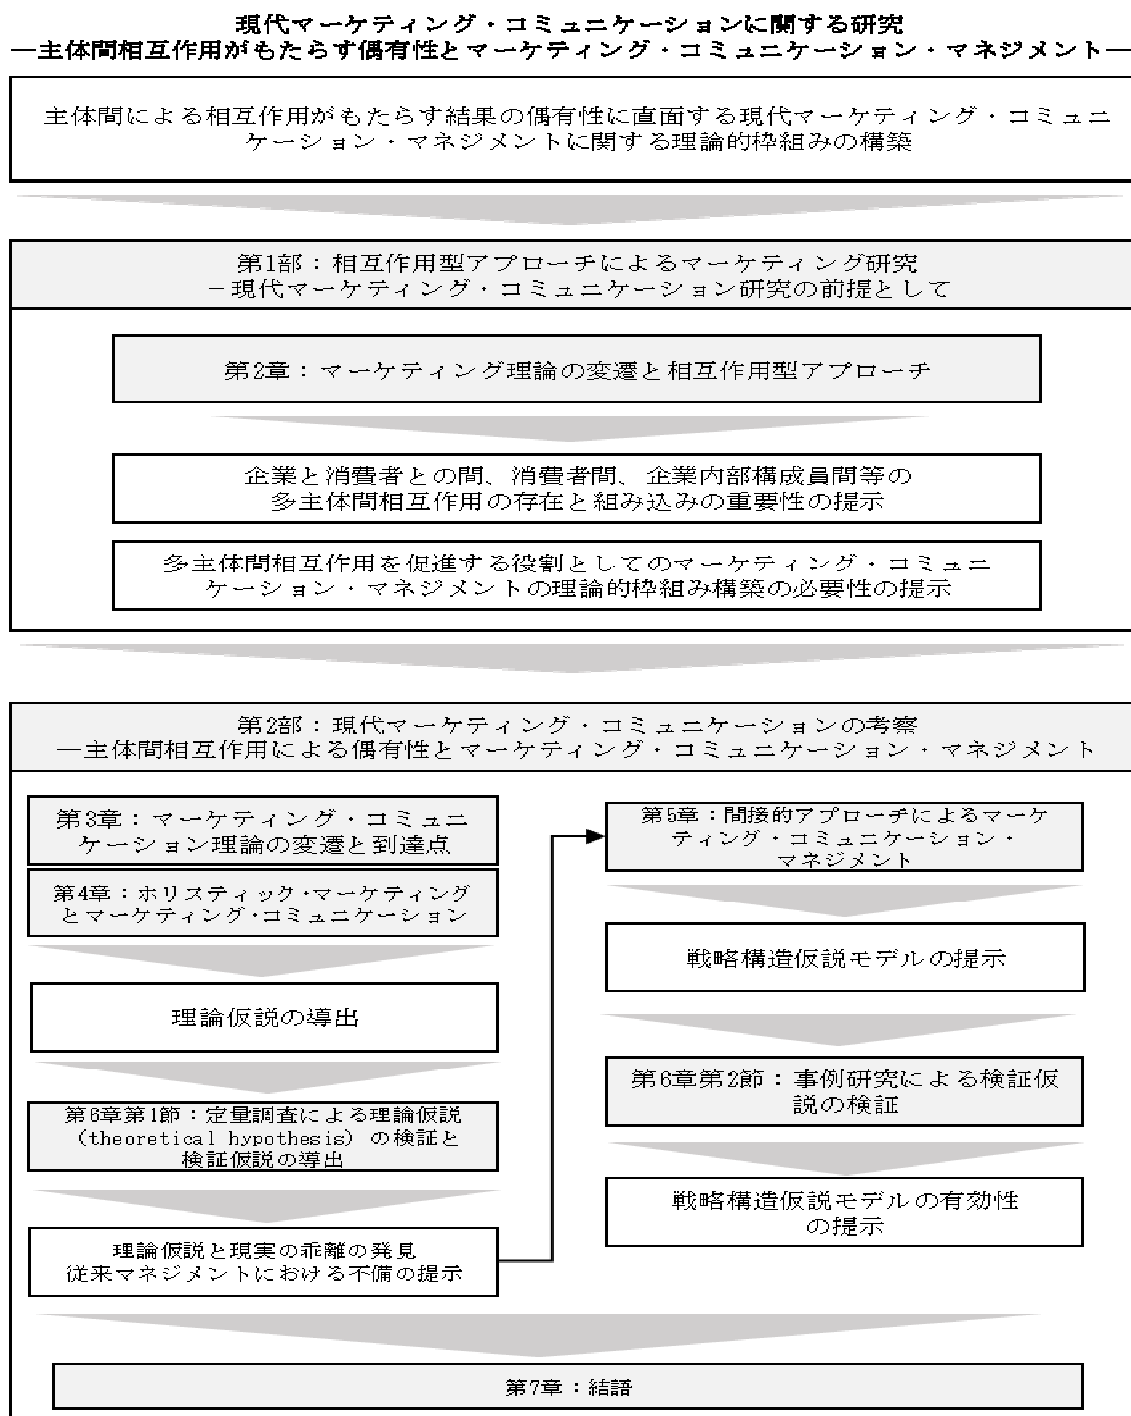 現代マーケティング・コミュニケーションに関する研究
―主体間相互作用がもたらす偶有性とマーケティング・コミュニケーション・マネジメント―
主体間による相互作用がもたらす結果の偶有性に直面する現代マーケティング・コミュニ
ケーション・マネジメントに関する理論的枠組みの構築
第1部：相互作用型アプローチによるマーケティング研究
－現代マーケティング・コミュニケーション研究の前提として
第2章：マーケティング理論の変遷と相互作用型アプローチ
企業と消費者との間、消費者間、企業内部構成員間等の
多主体間相互作用の存在と組み込みの重要性の提示
多主体間相互作用を促進する役割としてのマーケティング・コミュニ
ケーション・マネジメントの理論的枠組み構築の必要性の提示
第2部：現代マーケティング・コミュニケーションの考察
―主体間相互作用による偶有性とマーケティング・コミュニケーション・マネジメント
第3章：マーケティング・コミュニ
ケーション理論の変遷と到達点
第4章：ホリスティック・マーケティング
とマーケティング・コミュニケーション
理論仮説の導出
第6章第1節：定量調査による理論仮説
（theoretical hypothesis）の検証と
検証仮説の導出
理論仮説と現実の乖離の発見
従来マネジメントにおける不備の提示
第5章：間接的アプローチによるマーケ
ティング・コミュニケーション・
マネジメント
戦略構造仮説モデルの提示
第6章第2節：事例研究による検証仮
説の検証
戦略構造仮説モデルの有効性
の提示
第7章：結語